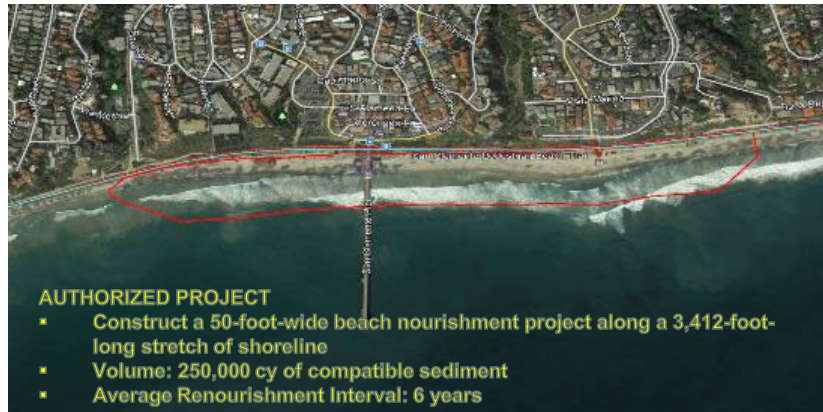 AUTHORIZED PROJECT
▪ Construct a 50-foot-wide beach nourishment project along a 3,412-foot-
long stretch of shoreline
▪ Volume: 250,000 cy of compatible sediment
▪ Average Renourishment Interval: 6 years